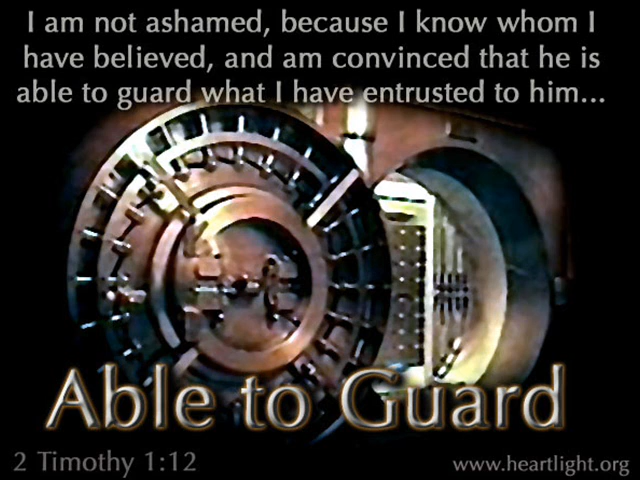 I am not ashamed, because I know whom I
have believed, and am convinced that he is
able to guard what I have entrusted to him...
Able to Guard
2 Timothy 1:12
www.heartlight.org